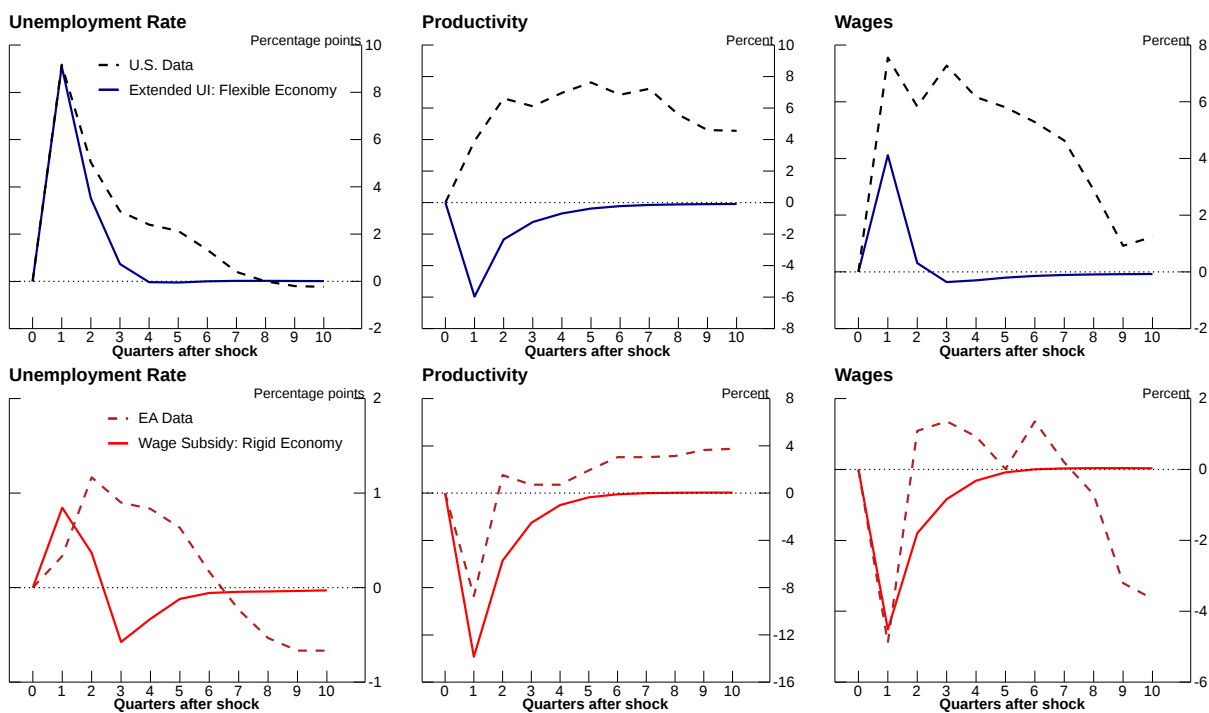 Unemployment Rate
Percentage points
10
U.S. Data
Extended UI: Flexible Economy
8
6
4
2
0
-2
0 1 2 3 4 5 6 7 8 9 10
Quarters after shock
Productivity
Percent
10
8
6
4
2
0
-2
-4
-6
-8
0 1 2 3 4 5 6 7 8 9 10
Quarters after shock
Wages
Percent
8
6
4
2
0
-2
0 1 2 3 4 5 6 7 8 9 10
Quarters after shock
Unemployment Rate
Percentage points
2
EA Data
Wage Subsidy: Rigid Economy
1
0
-1
0 1 2 3 4 5 6 7 8 9 10
Quarters after shock
Productivity
Percent
8
4
0
-4
-8
-12
-16
0 1 2 3 4 5 6 7 8 9 10
Quarters after shock
Wages
Percent
2
0
-2
-4
-6
0 1 2 3 4 5 6 7 8 9 10
Quarters after shock